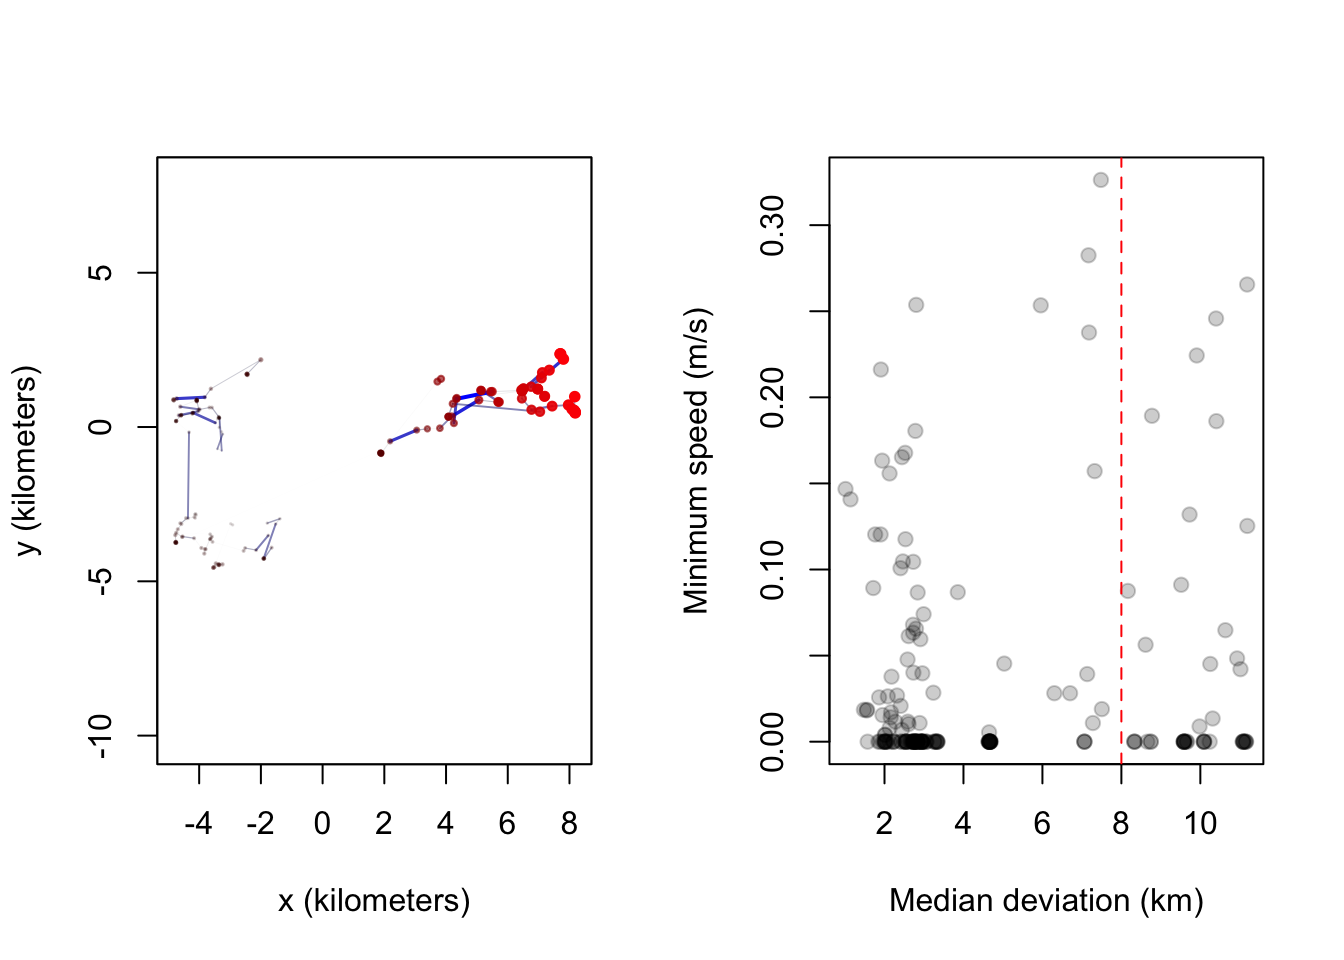 y (kilometers)
5
0
-5
-10
-4 -2 0 2 4 6 8
x (kilometers)
Minimum speed (m/s)
0.30
0.20
0.10
0.00
2 4 6 8 10
Median deviation (km)